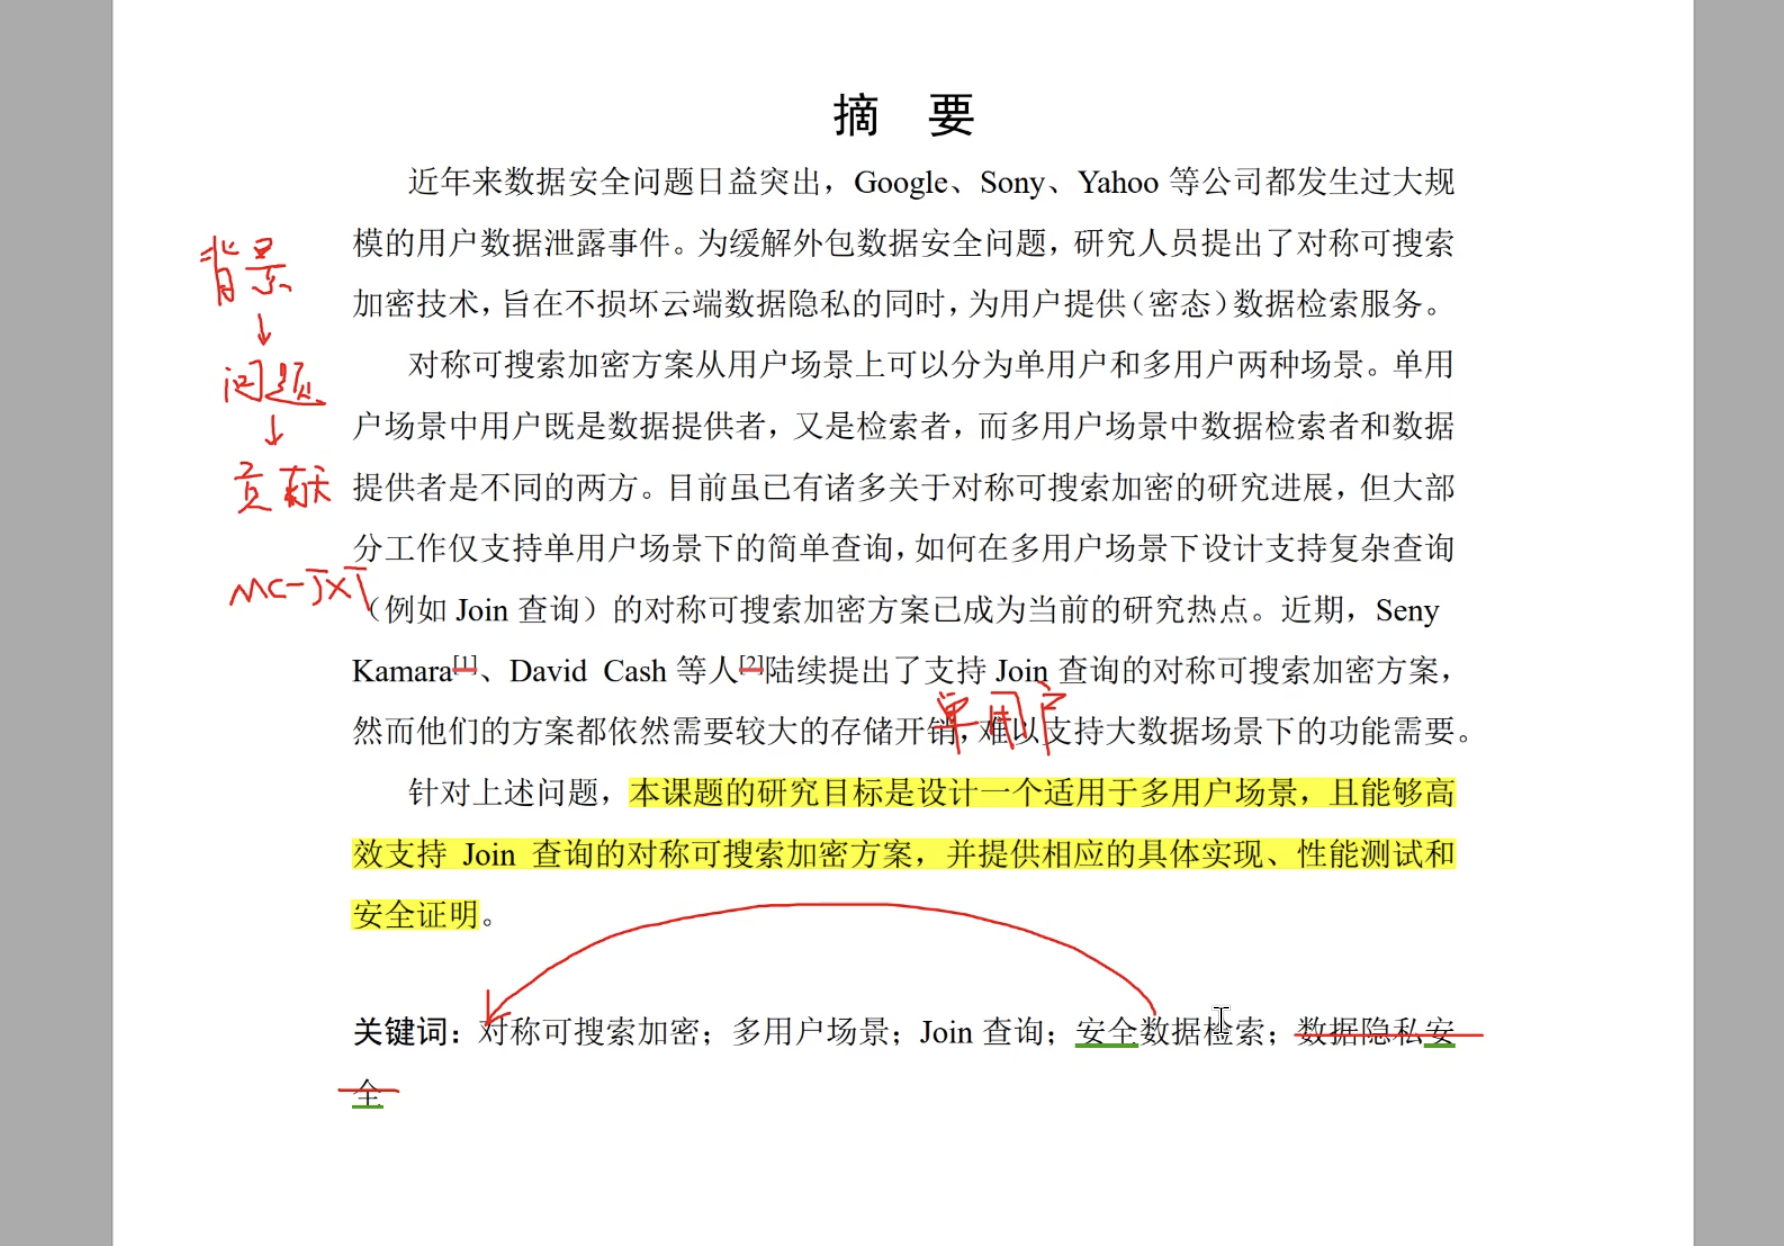 摘 要
近年来数据安全问题日益突出，Google、Sony、Yahoo 等公司都发生过大规
模的用户数据泄露事件。为缓解外包数据安全问题，研究人员提出了对称可搜索
加密技术，旨在不损坏云端数据隐私的同时，为用户提供（密态）数据检索服务。
对称可搜索加密方案从用户场景上可以分为单用户和多用户两种场景。单用
户场景中用户既是数据提供者，又是检索者，而多用户场景中数据检索者和数据
提供者是不同的两方。目前虽已有诸多关于对称可搜索加密的研究进展，但大部
分工作仅支持单用户场景下的简单查询，如何在多用户场景下设计支持复杂查询
（例如 Join 查询）的对称可搜索加密方案已成为当前的研究热点。近期，Seny
Kamara[1]、David Cash 等人[2]陆续提出了支持 Join 查询的对称可搜索加密方案，
然而他们的方案都依然需要较大的存储开销，难以支持大数据场景下的功能需要。
针对上述问题，本课题的研究目标是设计一个适用于多用户场景，且能够高
效支持 Join 查询的对称可搜索加密方案，并提供相应的具体实现、性能测试和
安全证明。
关键词：对称可搜索加密；多用户场景；Join 查询；安全数据检索；数据隐私安
全
背景
↓
问题
↓
贡献
MC-JXT
单用户